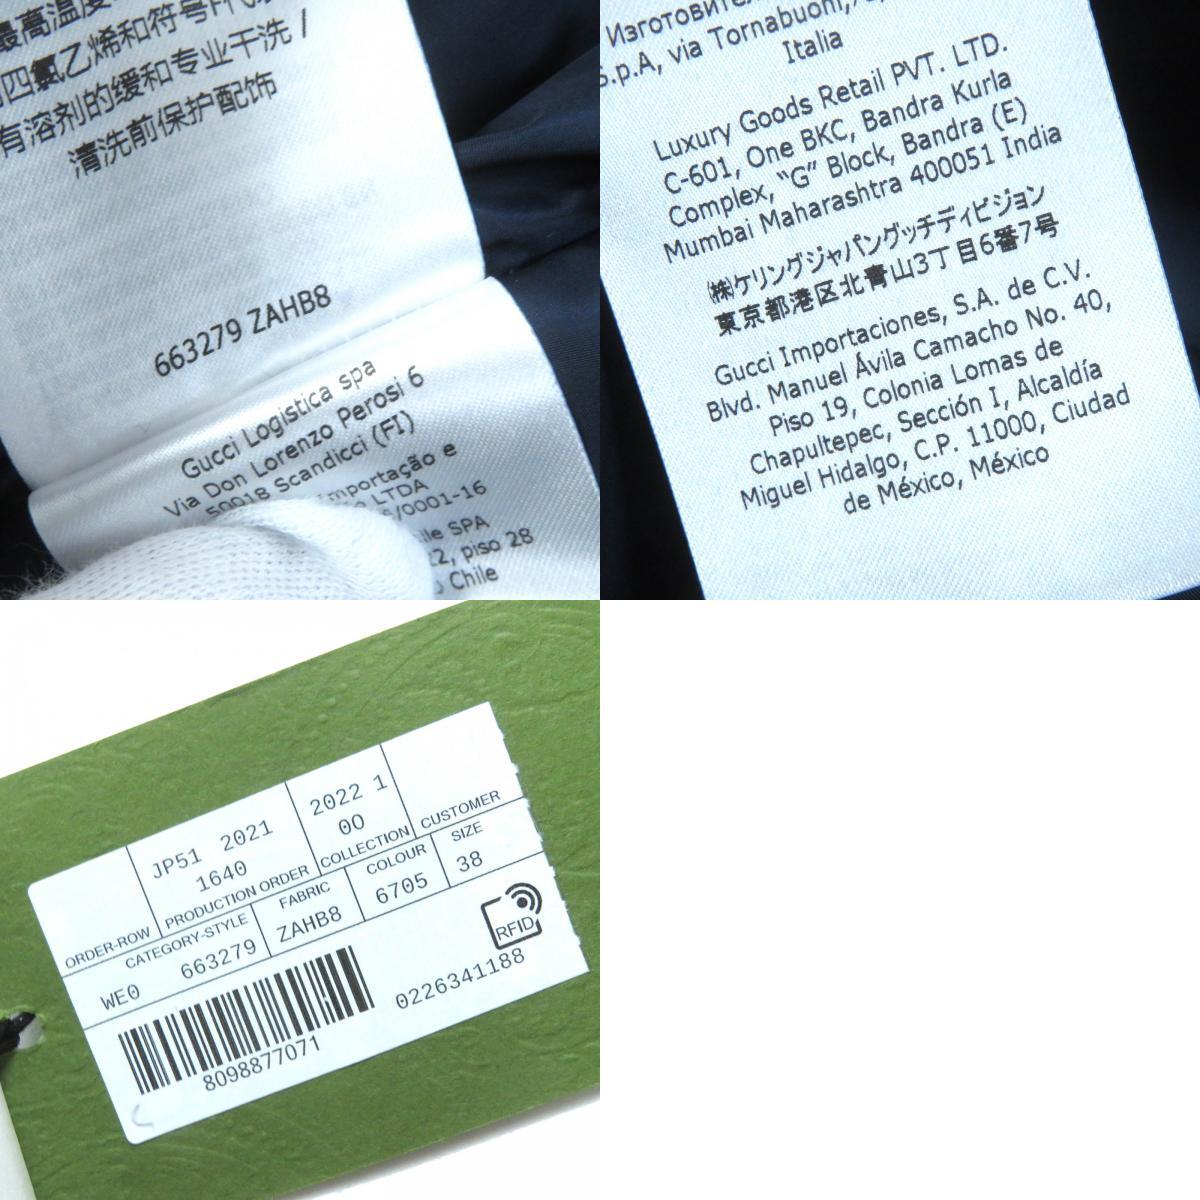 最高温度
四氯乙烯和符号F代表
有溶剂的缓和专业干洗 /
清洗前保护配饰
663279 ZAHB8
Gucci Logistica spa
Via Don Lorenzo Perosi 6
50018 Scandicci (FI)
mportação e
LTDA
/0001-16
ile SPA
22, piso 28
Chile
Изготовител
S.p.A, via Tornabuoni,
Italia
Luxury Goods Retail PVT. LTD.
C-601, One BKC, Bandra Kurla
Complex, "G" Block, Bandra (E)
Mumbai Maharashtra 400051 India
㈱ケリングジャパングッチディビジョン
東京都港区北青山3丁目6番7号
Gucci Importaciones, S.A. de C.V.
Blvd. Manuel Ávila Camacho No. 40,
Piso 19, Colonia Lomas de
Chapultepec, Sección I, Alcaldía
Miguel Hidalgo, C.P. 11000, Ciudad
de México, México
JP51 2021 2022 1
1640 00
ORDER-ROW PRODUCTION ORDER COLLECTION CUSTOMER
CATEGORY-STYLE FABRIC COLOUR SIZE
WE0 663279 ZAHB8 6705 38
RFID
8098877071 0226341188